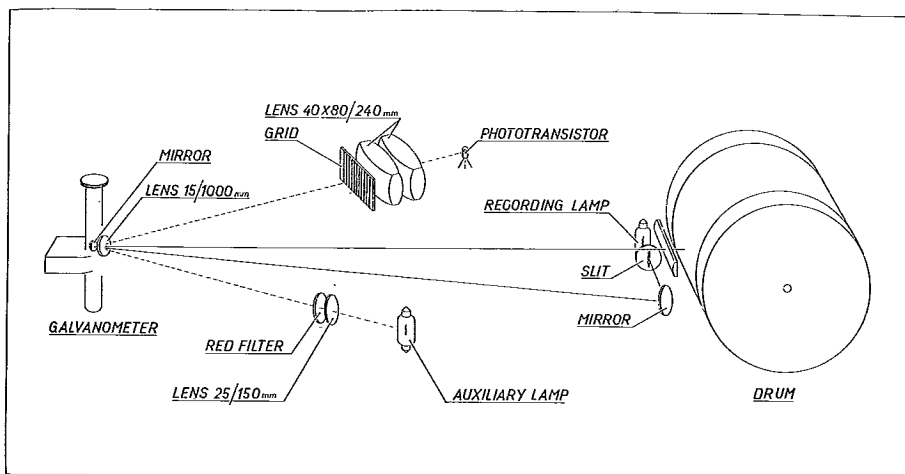 LENS 40X80/240mm
GRID
PHOTOTRANSISTOR
MIRROR
LENS 15/1000mm
RECORDING LAMP
SLIT
MIRROR
GALVANOMETER
RED FILTER
LENS 25/150mm
AUXILIARY LAMP
DRUM